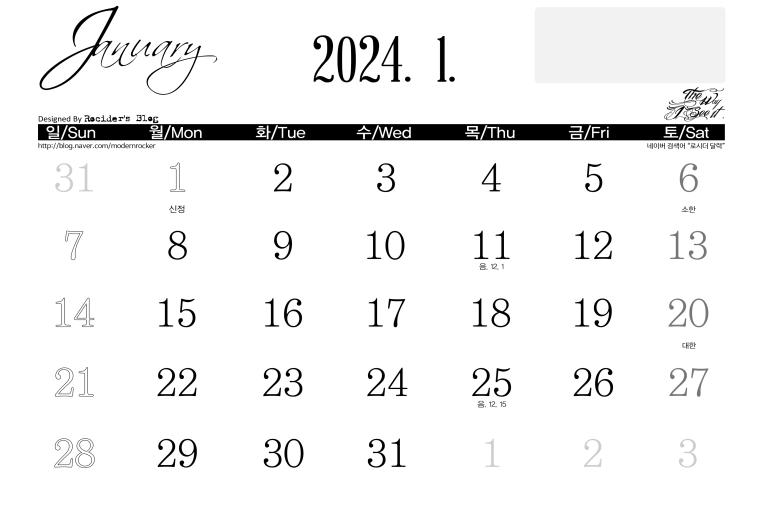 January
2024. 1.
The Way
I See it.
Designed By Rocider's Blog
일/Sun 월/Mon 화/Tue 수/Wed 목/Thu 금/Fri 토/Sat
http://blog.naver.com/modernrocker 네이버 검색어 "로시더 달력"
31 1 2 3 4 5 6
신정 소한
7 8 9 10 11 12 13
음. 12. 1
14 15 16 17 18 19 20
대한
21 22 23 24 25 26 27
음. 12. 15
28 29 30 31 1 2 3